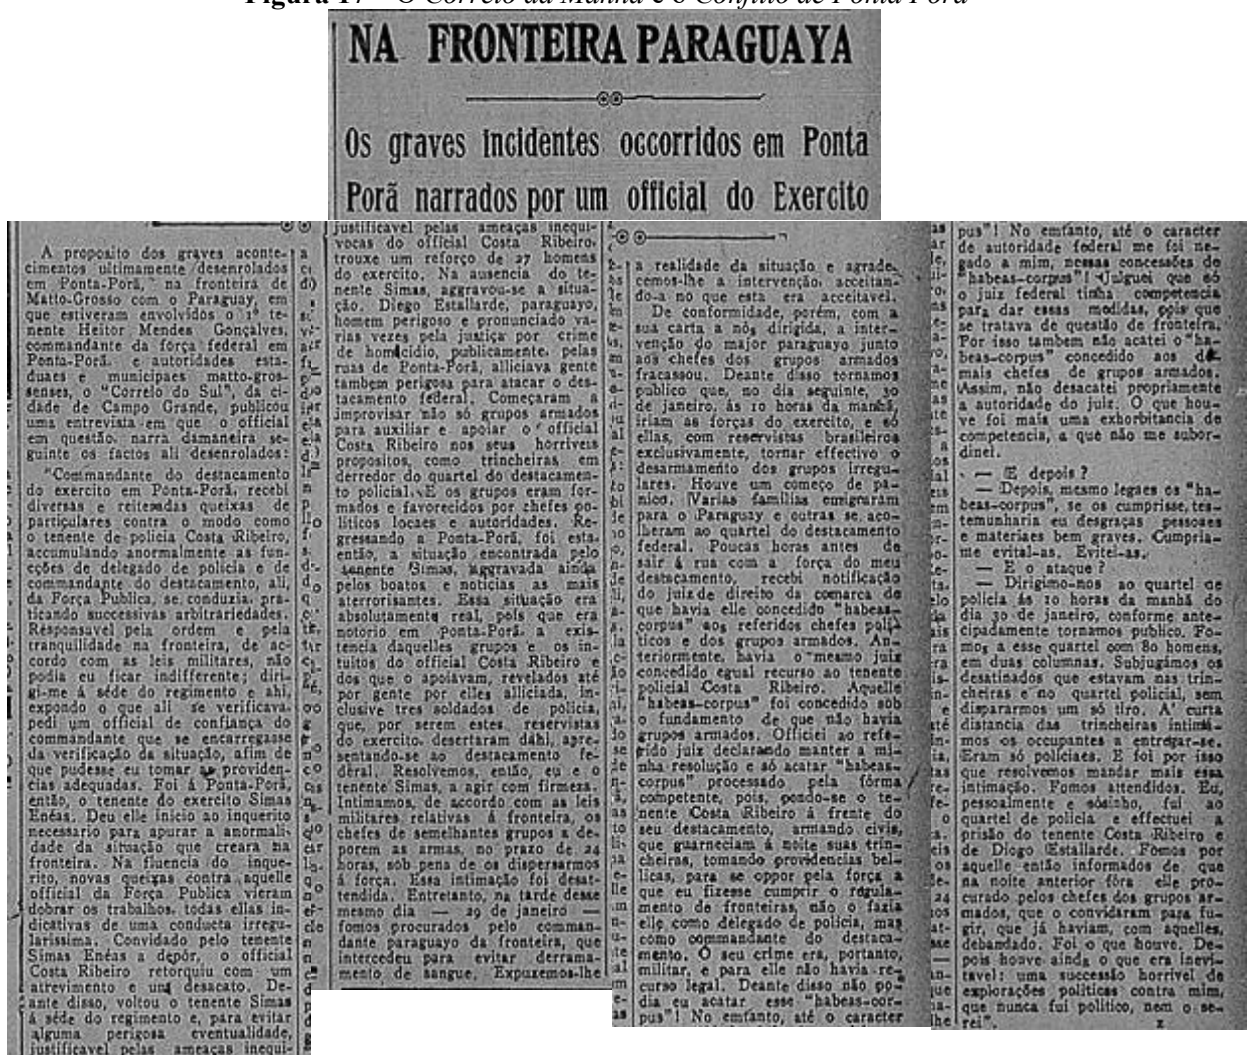 Figura 17 – O Correio da Manhã e o Conflito de Ponta Porã
NA FRONTEIRA PARAGUAYA
Os graves incidentes occorridos em Ponta
Porã narrados por um official do Exercito
A proposito dos graves aconte-
cimentos ultimamente desenrolados
em Ponta-Porã, na fronteira de
Matto-Grosso com o Paraguay, em
que estiveram envolvidos o 1º te-
nente Heitor Mendes Gonçalves,
commandante da força federal em
Ponta-Porã, e autoridades esta-
duaes e municipaes matto-gros-
senses, o "Correio do Sul", da ci-
dade de Campo Grande, publicou
uma entrevista em que o official
em questão, narra damaneira se-
guinte os factos ali desenrolados:
"Commandante do destacamento
do exercito em Ponta-Porã, recebi
diversas e reiteradas queixas de
particulares contra o modo como
o tenente de policia Costa Ribeiro,
accumulando anormalmente as fun-
cções de delegado de policia e de
commandante do destacamento, ali,
da Força Publica, se conduzia, pra-
ticando successivas arbitrariedades.
Responsavel pela ordem e pela
tranquilidade na fronteira, de ac-
cordo com as leis militares, não
podia eu ficar indifferente; diri-
gi-me á séde do regimento e ahi,
expondo o que ali se verificava,
pedi um official de confiança do
commandante que se encarregasse
da verificação da situação, afim de
que pudesse eu tomar as providen-
cias adequadas. Foi á Ponta-Porã,
então, o tenente do exercito Simas
Enéas. Deu elle inicio ao inquerito
necessario para apurar a anormali-
dade da situação que creara na
fronteira. Na fluencia do inque-
rito, novas queixas contra aquelle
official da Força Publica vieram
dobrar os trabalhos, todas ellas in-
dicativas de uma conducta irregu-
larissima. Convidado pelo tenente
Simas Enéas a depôr, o official
Costa Ribeiro retorquiu com um
atrevimento e um desacato. De-
ante disso, voltou o tenente Simas
á séde do regimento e, para evitar
alguma perigosa eventualidade,
justificavel pelas ameaças inequi-
justificavel pelas ameaças inequi-
vocas do official Costa Ribeiro,
trouxe um reforço de 27 homens
do exercito. Na ausencia do te-
nente Simas, aggravou-se a situa-
ção. Diego Estallarde, paraguayo,
homem perigoso e pronunciado va-
rias vezes pela justiça por crime
de homicidio, publicamente, pelas
ruas de Ponta-Porã, alliciava gente
tambem perigosa para atacar o des-
tacamento federal. Começaram a
improvisar não só grupos armados
para auxiliar e apoiar o official
Costa Ribeiro nos seus horriveis
propositos, como trincheiras em
derredor do quartel do destacamen-
to policial. E os grupos eram for-
mados e favorecidos por chefes po-
liticos locaes e autoridades. Re-
gressando a Ponta-Porã, foi esta,
então, a situação encontrada pelo
tenente Simas, aggravada ainda
pelos boatos e noticias as mais
aterrorisantes. Essa situação era
absolutamente real, pois que era
notorio em Ponta-Porã a exis-
tencia daquelles grupos e os in-
tuitos do official Costa Ribeiro e
dos que o apoiavam, revelados até
por gente por elles alliciada, in-
clusive tres soldados de policia,
que, por serem estes, reservistas
do exercito, desertaram dahi, apre-
sentando-se ao destacamento fe-
deral. Resolvemos, então, eu e o
tenente Simas, a agir com firmeza.
Intimamos, de accordo com as leis
militares relativas á fronteira, os
chefes de semelhantes grupos a de-
porem as armas, no prazo de 24
horas, sob pena de os dispersarmos
á força. Essa intimação foi desat-
tendida. Entretanto, na tarde desse
mesmo dia — 29 de janeiro —
fomos procurados pelo comman-
dante paraguayo da fronteira, que
intercedeu para evitar derrama-
mento de sangue. Expuzemos-lhe
a realidade da situação e agrade-
cemos-lhe a intervenção, acceitan-
do-a no que esta era acceitavel.
De conformidade, porém, com a
sua carta a nós dirigida, a inter-
venção do major paraguayo junto
aos chefes dos grupos armados
fracassou. Deante disso tornamos
publico que, no dia seguinte, 30
de janeiro, ás 10 horas da manhã,
iriam as forças do exercito, e só
ellas, com reservistas brasileiros
exclusivamente, tornar effectivo o
desarmamento dos grupos irregu-
lares. Houve um começo de pa-
nico. Varias familias emigraram
para o Paraguay e outras se aco-
lheram ao quartel do destacamento
federal. Poucas horas antes de
sair á rua com a força do meu
destacamento, recebi notificação
do juiz de direito da comarca de
que havia elle concedido "habeas-
corpus" aos referidos chefes poli-
ticos e dos grupos armados. An-
teriormente, havia o mesmo juiz
concedido egual recurso ao tenente
policial Costa Ribeiro. Aquelle
"habeas-corpus" foi concedido sob
o fundamento de que não havia
grupos armados. Officiei ao refe-
rido juiz declarando manter a mi-
nha resolução e só acatar "habeas-
corpus" processado pela fórma
competente, pois, pondo-se o te-
nente Costa Ribeiro á frente do
seu destacamento, armando civis,
que guarneciam á noite suas trin-
cheiras, tomando providencias bel-
licas, para se oppor pela força a
que eu fizesse cumprir o regula-
mento de fronteiras, não o fazia
elle como delegado de policia, mas
como commandante do destaca-
mento. O seu crime era, portanto,
militar, e para elle não havia re-
curso legal. Deante disso não po-
dia eu acatar esse "habeas-cor-
pus"! No emtanto, até o caracter
pus"! No emtanto, até o caracter
de autoridade federal me foi ne-
gado a mim, nessas concessões de
"habeas-corpus"! Julguei que só
o juiz federal tinha competencia
para dar essas medidas, pois que
se tratava de questão de fronteira.
Por isso tambem não acatei o "ha-
beas-corpus" concedido aos de-
mais chefes de grupos armados.
Assim, não desacatei propriamente
a autoridade do juiz. O que hou-
ve foi mais uma exhorbitancia de
competencia, a que não me subor-
dinei.
— E depois?
— Depois, mesmo legaes os "ha-
beas-corpus", se os cumprisse, tes-
temunharia eu desgraças pessoaes
e materiaes bem graves. Cumpria-
me evital-as. Evitei-as.
— E o ataque?
— Dirigimo-nos ao quartel de
policia ás 10 horas da manhã do
dia 30 de janeiro, conforme ante-
cipadamente tornamos publico. Fo-
mos a esse quartel com 80 homens,
em duas columnas. Subjugámos os
desatinados que estavam nas trin-
cheiras e no quartel policial, sem
dispararmos um só tiro. A' curta
distancia das trincheiras intimá-
mos os occupantes a entregar-se.
Eram só policiaes. E foi por isso
que resolvemos mandar mais essa
intimação. Fomos attendidos. Eu,
pessoalmente e sósinho, fui ao
quartel de policia e effectuei a
prisão do tenente Costa Ribeiro e
de Diogo Estallarde. Fomos por
aquelle então informados de que
na noite anterior fôra elle pro-
curado pelos chefes dos grupos ar-
mados, que o convidaram para fu-
gir, que já haviam, com aquelles,
debandado. Foi o que houve. De-
pois houve ainda o que era inevi-
tavel: uma successão horrivel de
explorações politicas contra mim,
que nunca fui politico, nem o se-
rei".